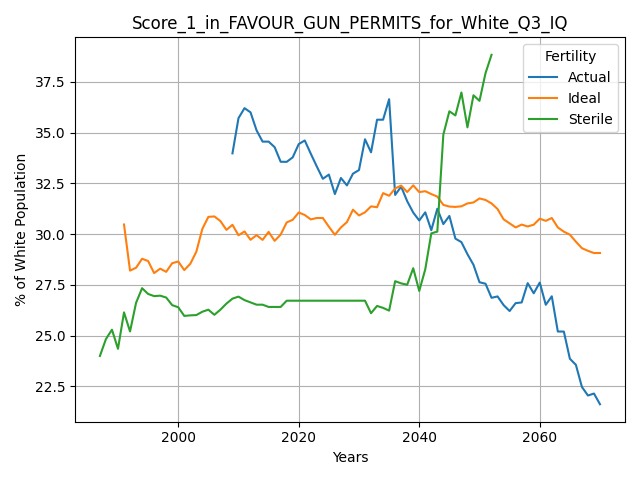 Score_1_in_FAVOUR_GUN_PERMITS_for_White_Q3_IQ
% of White Population
37.5
35.0
32.5
30.0
27.5
25.0
22.5
Fertility
Actual
Ideal
Sterile
2000
2020
2040
2060
Years